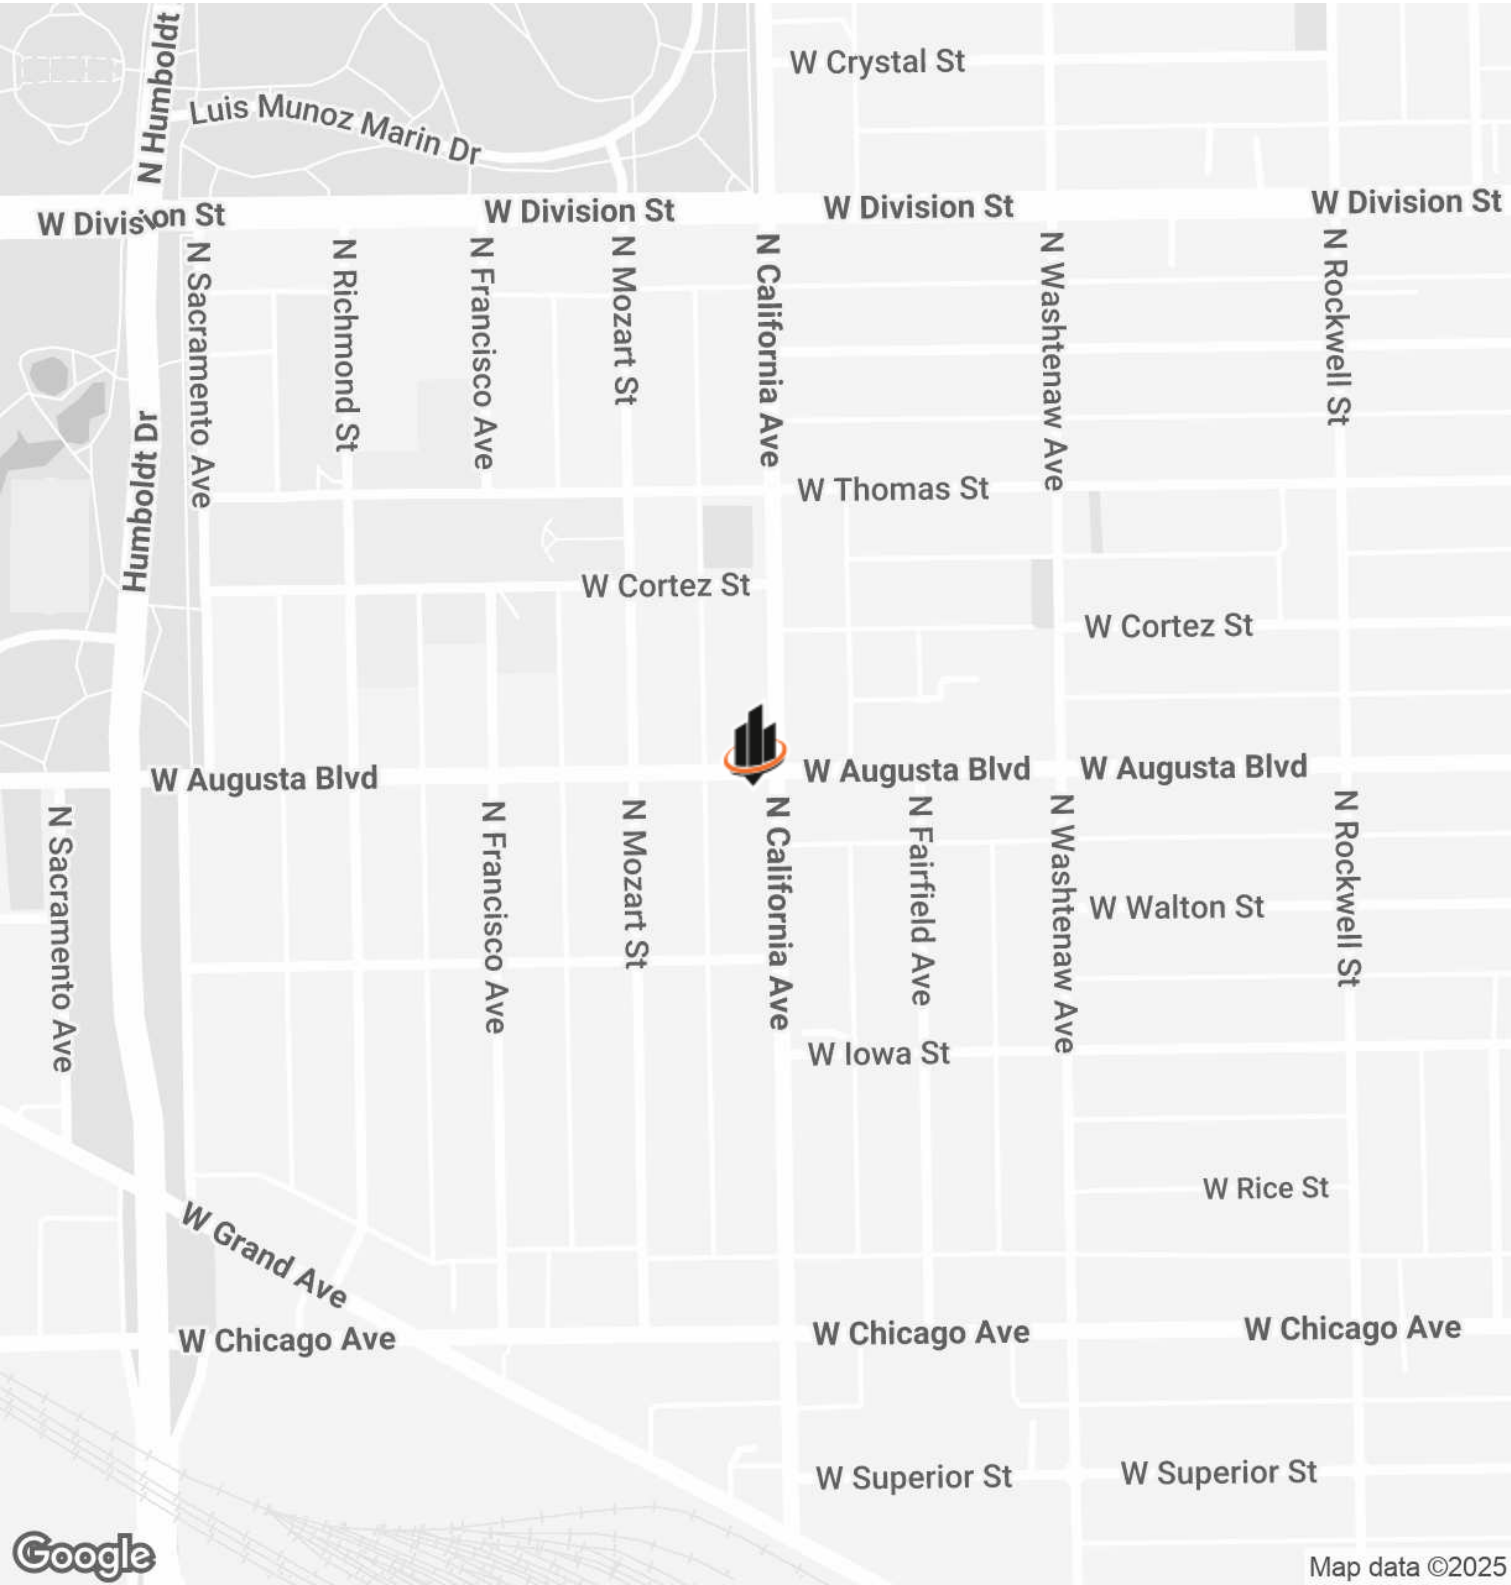 N Humboldt
W Crystal St
Luis Munoz Marin Dr
W Division St
W Division St
W Division St
W Division St
N Sacramento Ave
N Richmond St
N Francisco Ave
N Mozart St
N California Ave
N Washtenaw Ave
N Rockwell St
Humboldt Dr
W Thomas St
W Cortez St
W Cortez St
W Augusta Blvd
W Augusta Blvd
W Augusta Blvd
N Sacramento Ave
N Francisco Ave
N Mozart St
N California Ave
N Fairfield Ave
N Washtenaw Ave
N Rockwell St
W Walton St
W Iowa St
W Rice St
W Grand Ave
W Chicago Ave
W Chicago Ave
W Chicago Ave
W Superior St
W Superior St
Google
Map data ©2025